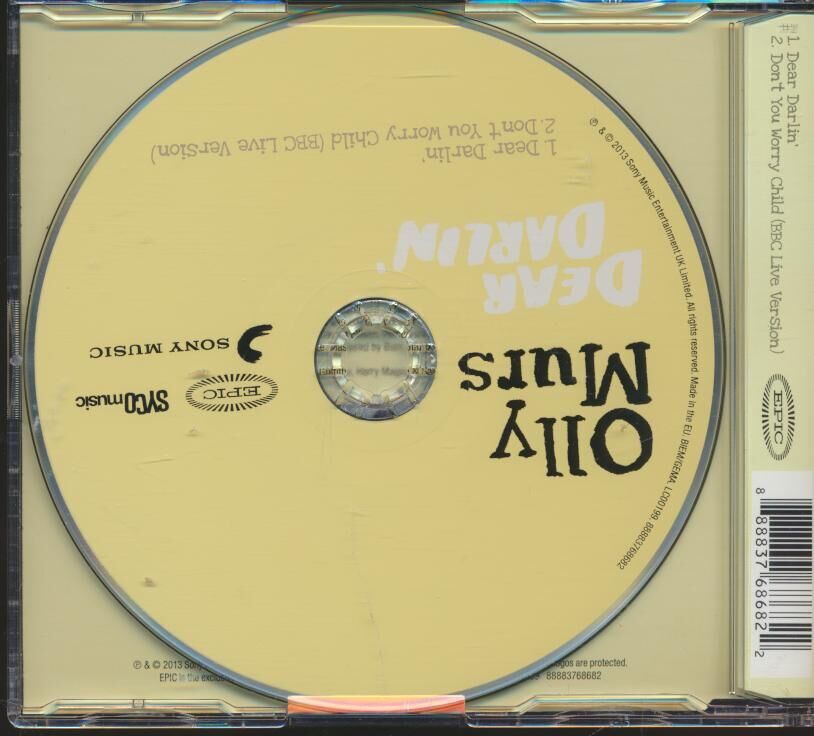 Olly
Murs
DEAR
DARLIN'
1. Dear Darlin'
2. Don't You Worry Child (BBC Live Version)
℗ & © 2013 Sony Music Entertainment UK Limited. All rights reserved. Made in the EU. BIEM/GEMA. LC00199. 88883768682
SYCOmusic
EPIC
SONY MUSIC
Harry Magee
℗ & © 2013 Sony
EPIC is the
logos are protected.
88883768682
1. Dear Darlin'
2. Don't You Worry Child (BBC Live Version)
EPIC
8 88837 68682 2